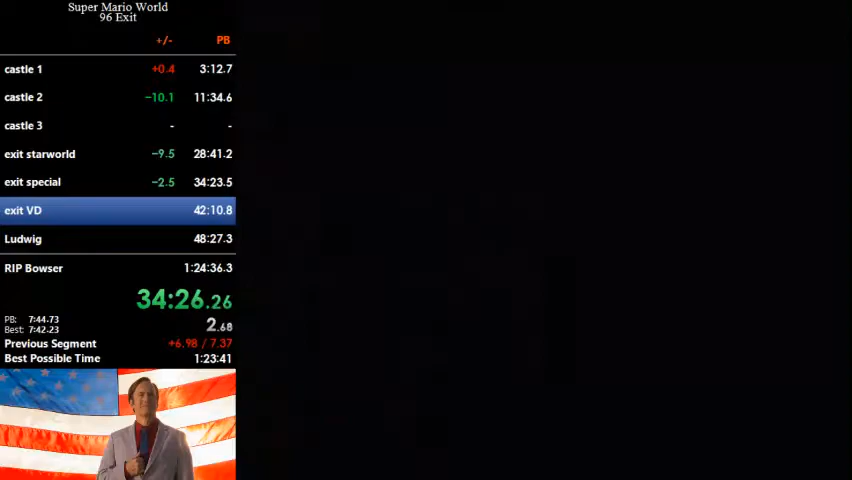 Super Mario World
96 Exit
+/- PB
castle 1 +0.4 3:12.7
castle 2 −10.1 11:34.6
castle 3 - -
exit starworld −9.5 28:41.2
exit special −2.5 34:23.5
exit VD 42:10.8
Ludwig 48:27.3
RIP Bowser 1:24:36.3
34:26.26
PB: 7:44.73
Best: 7:42.23
2.68
Previous Segment +6.98 / 7.37
Best Possible Time 1:23:41